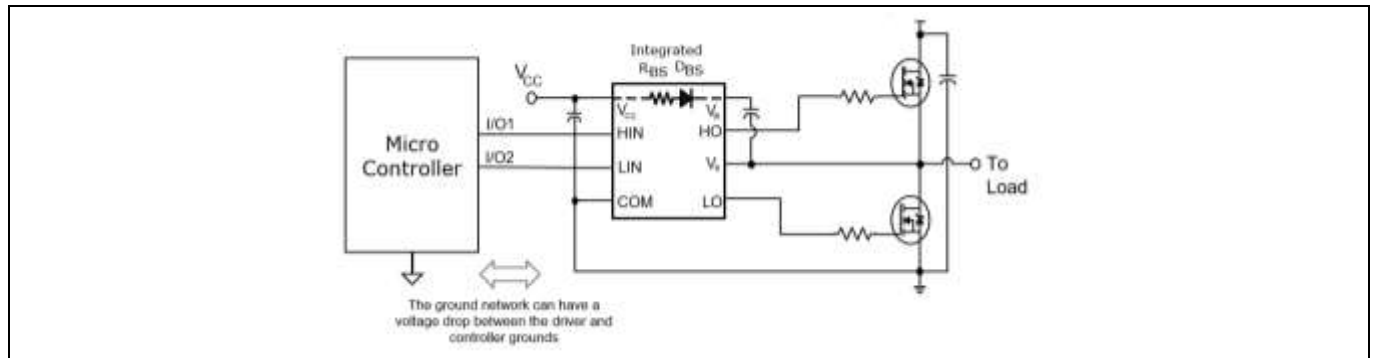 Integrated
RBS DBS
VCC
VCC
VB
I/O1
HIN
HO
Micro
Controller
I/O2
LIN
VS
To
Load
COM
LO
The ground network can have a
voltage drop between the driver and
controller grounds